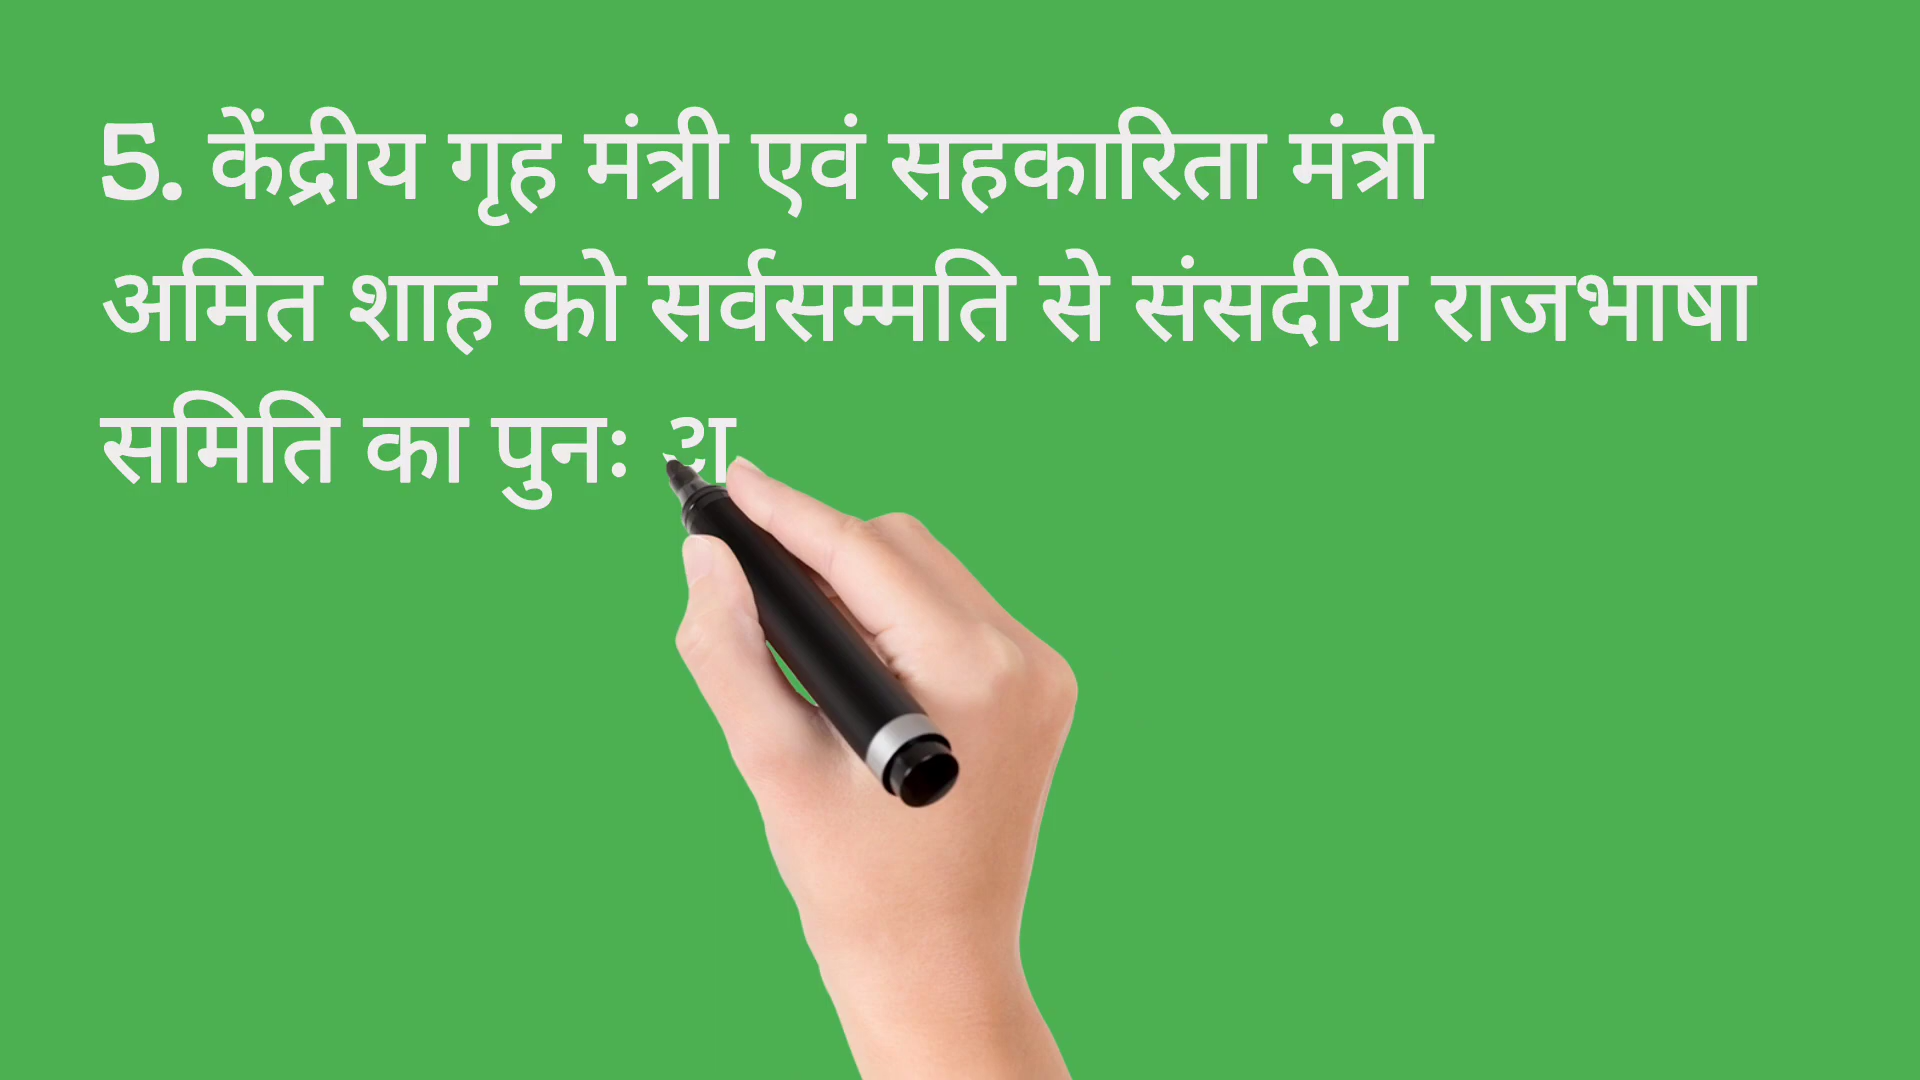 5. केंद्रीय गृह मंत्री एवं सहकारिता मंत्री
अमित शाह को सर्वसम्मति से संसदीय राजभाषा
समिति का पुनः